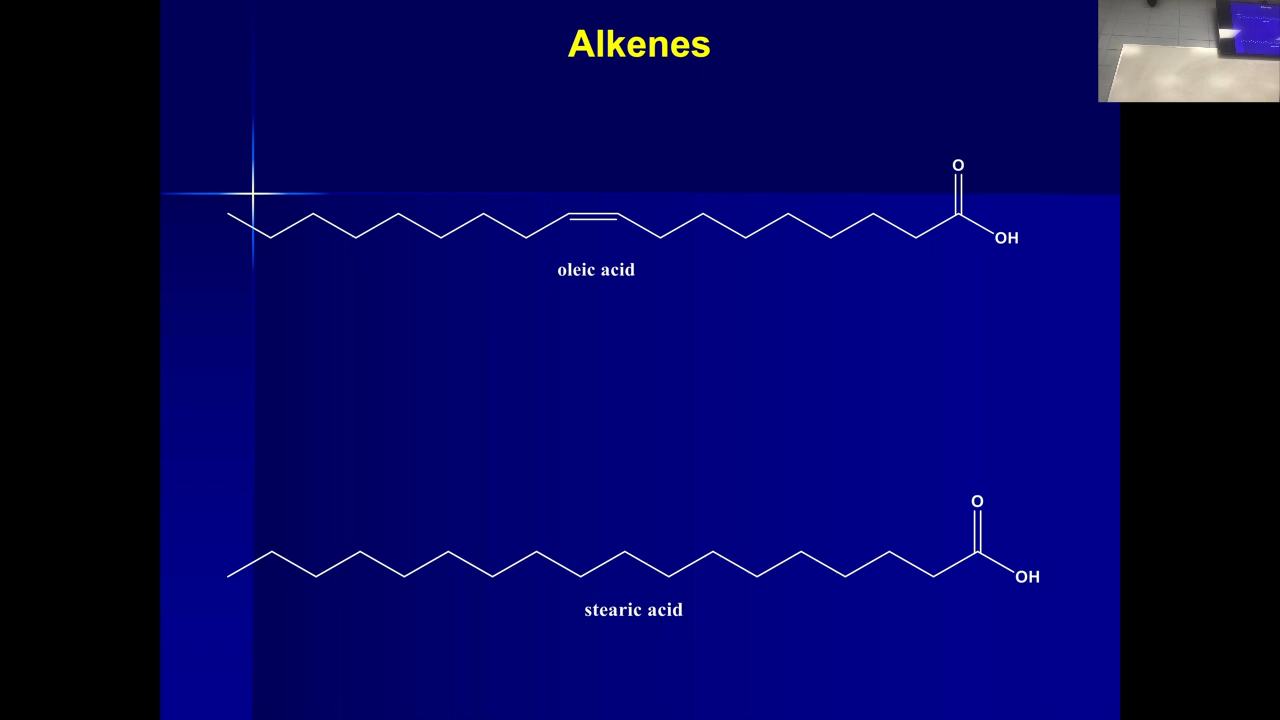 Alkenes
O
OH
oleic acid
O
OH
stearic acid